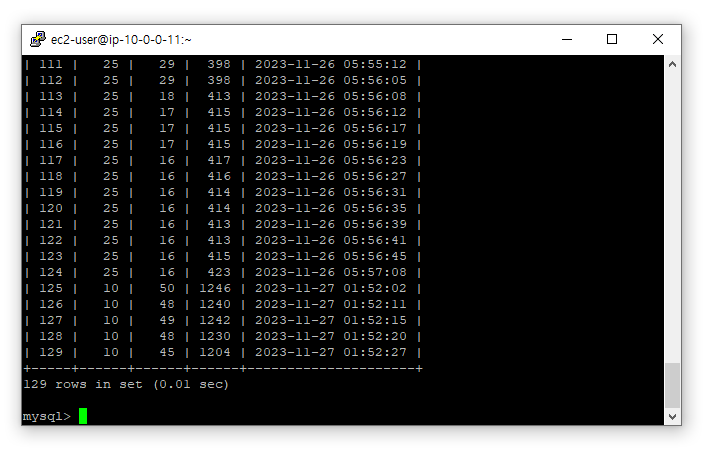 ec2-user@ip-10-0-0-11:~
| 111 |   25 |   29 |  398 | 2023-11-26 05:55:12 |
| 112 |   25 |   29 |  398 | 2023-11-26 05:56:05 |
| 113 |   25 |   18 |  413 | 2023-11-26 05:56:08 |
| 114 |   25 |   17 |  415 | 2023-11-26 05:56:12 |
| 115 |   25 |   17 |  415 | 2023-11-26 05:56:17 |
| 116 |   25 |   17 |  415 | 2023-11-26 05:56:19 |
| 117 |   25 |   16 |  417 | 2023-11-26 05:56:23 |
| 118 |   25 |   16 |  416 | 2023-11-26 05:56:27 |
| 119 |   25 |   16 |  414 | 2023-11-26 05:56:31 |
| 120 |   25 |   16 |  414 | 2023-11-26 05:56:35 |
| 121 |   25 |   16 |  413 | 2023-11-26 05:56:39 |
| 122 |   25 |   16 |  413 | 2023-11-26 05:56:41 |
| 123 |   25 |   16 |  415 | 2023-11-26 05:56:45 |
| 124 |   25 |   16 |  423 | 2023-11-26 05:57:08 |
| 125 |   10 |   50 | 1246 | 2023-11-27 01:52:02 |
| 126 |   10 |   48 | 1240 | 2023-11-27 01:52:11 |
| 127 |   10 |   49 | 1242 | 2023-11-27 01:52:15 |
| 128 |   10 |   48 | 1230 | 2023-11-27 01:52:20 |
| 129 |   10 |   45 | 1204 | 2023-11-27 01:52:27 |
+-----+------+------+------+---------------------+
129 rows in set (0.01 sec)
mysql>